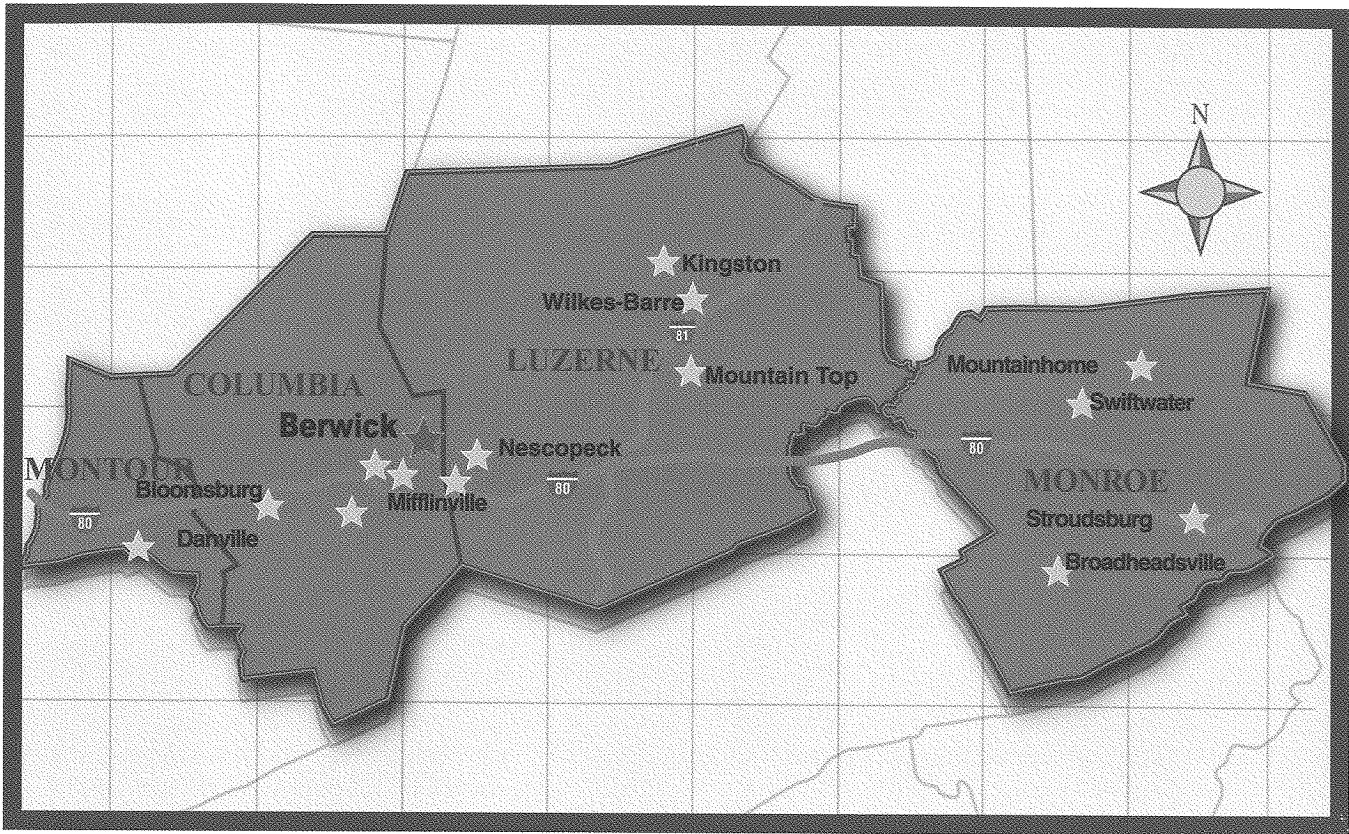 N
Kingston
Wilkes-Barre
81
LUZERNE
Mountain Top
Mountainhome
Swiftwater
COLUMBIA
Berwick
Nescopeck
80
80
MONTOUR
Bloomsburg
Mifflinville
MONROE
80
Danville
Stroudsburg
Broadheadsville